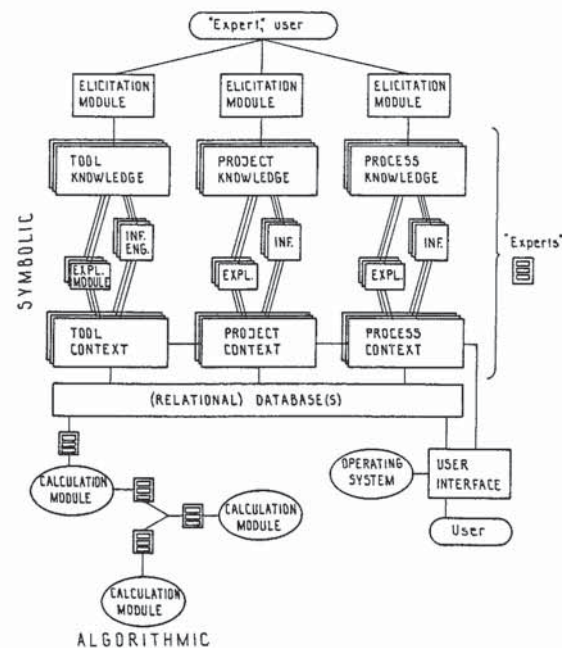 "Expert," user
ELICITATION
MODULE
ELICITATION
MODULE
ELICITATION
MODULE
TOOL
KNOWLEDGE
PROJECT
KNOWLEDGE
PROCESS
KNOWLEDGE
SYMBOLIC
INF.
ENG.
INF.
INF.
"Experts"
EXPL.
MODULE
EXPL.
EXPL.
TOOL
CONTEXT
PROJECT
CONTEXT
PROCESS
CONTEXT
(RELATIONAL) DATABASE(S)
CALCULATION
MODULE
OPERATING
SYSTEM
USER
INTERFACE
CALCULATION
MODULE
User
CALCULATION
MODULE
ALGORITHMIC